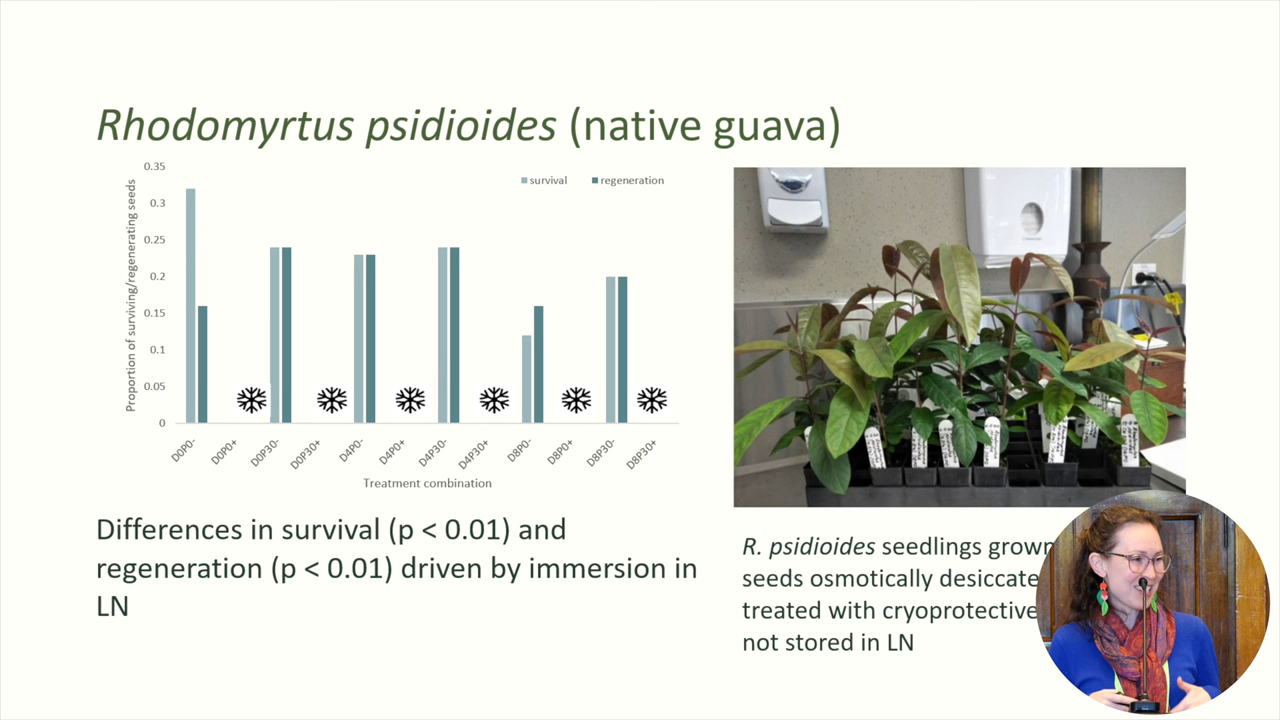 Rhodomyrtus psidioides (native guava)
Proportion of surviving/regenerating seeds
0.35
0.3
0.25
0.2
0.15
0.1
0.05
0
survival
regeneration
D0P0-
D0P0+
D0P30-
D0P30+
D4P0-
D4P0+
D4P30-
D4P30+
D8P0-
D8P0+
D8P30-
D8P30+
Treatment combination
Differences in survival (p < 0.01) and
regeneration (p < 0.01) driven by immersion in
LN
R. psidioides seedlings grown
seeds osmotically desiccate
treated with cryoprotective
not stored in LN